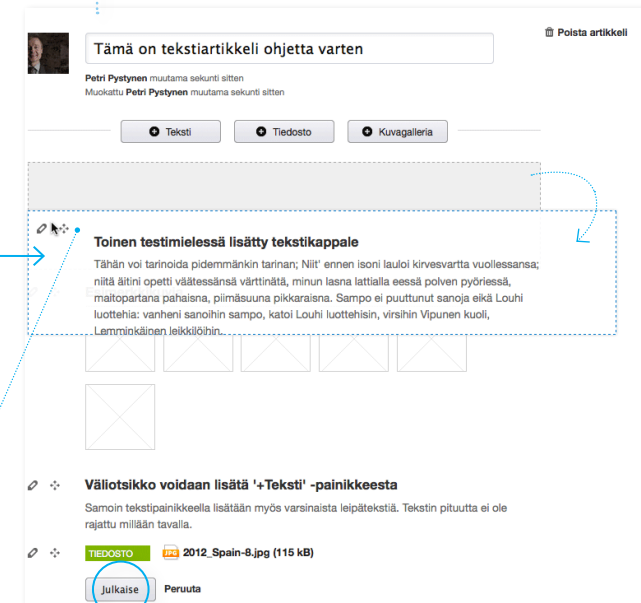 Poista artikkeli
Tämä on tekstiartikkeli ohjetta varten
Petri Pystynen muutama sekunti sitten
Muokattu Petri Pystynen muutama sekunti sitten
Teksti
Tiedosto
Kuvagalleria
Toinen testimielessä lisätty tekstikappale
Tähän voi tarinoida pidemmänkin tarinan; Niit' ennen isoni lauloi kirvesvartta vuollessansa;
niitä äitini opetti väätessänsä värttinätä, minun lasna lattialla eessä polven pyöriessä,
maitopartana pahaisna, piimäsuuna pikkaraisna. Sampo ei puuttunut sanoja eikä Louhi
luottehia: vanheni sanoihin sampo, katoi Louhi luottehisin, virsihin Vipunen kuoli,
Lemminkäinen leikkilöihin.
Väliotsikko voidaan lisätä '+Teksti' -painikkeesta
Samoin tekstipainikkeella lisätään myös varsinaista leipätekstiä. Tekstin pituutta ei ole
rajattu millään tavalla.
TIEDOSTO
JPG
2012_Spain-8.jpg (115 kB)
Julkaise
Peruuta